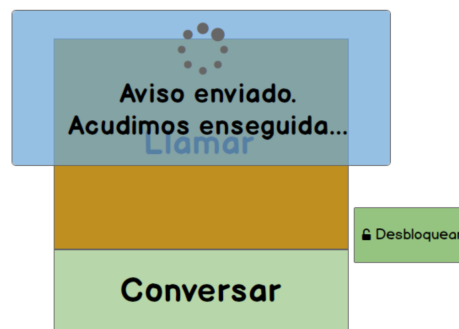 Aviso enviado.
Acudimos enseguida...
Llamar
Desbloquear
Conversar